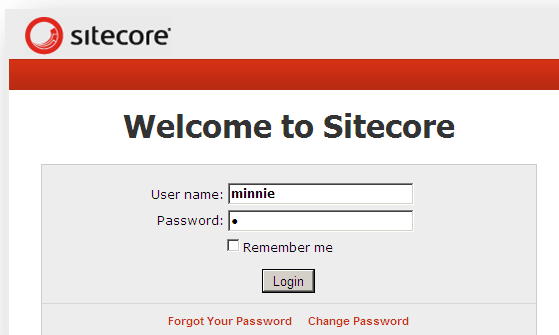 sitecore
Welcome to Sitecore
User name: minnie
Password: •
Remember me
Login
Forgot Your Password Change Password